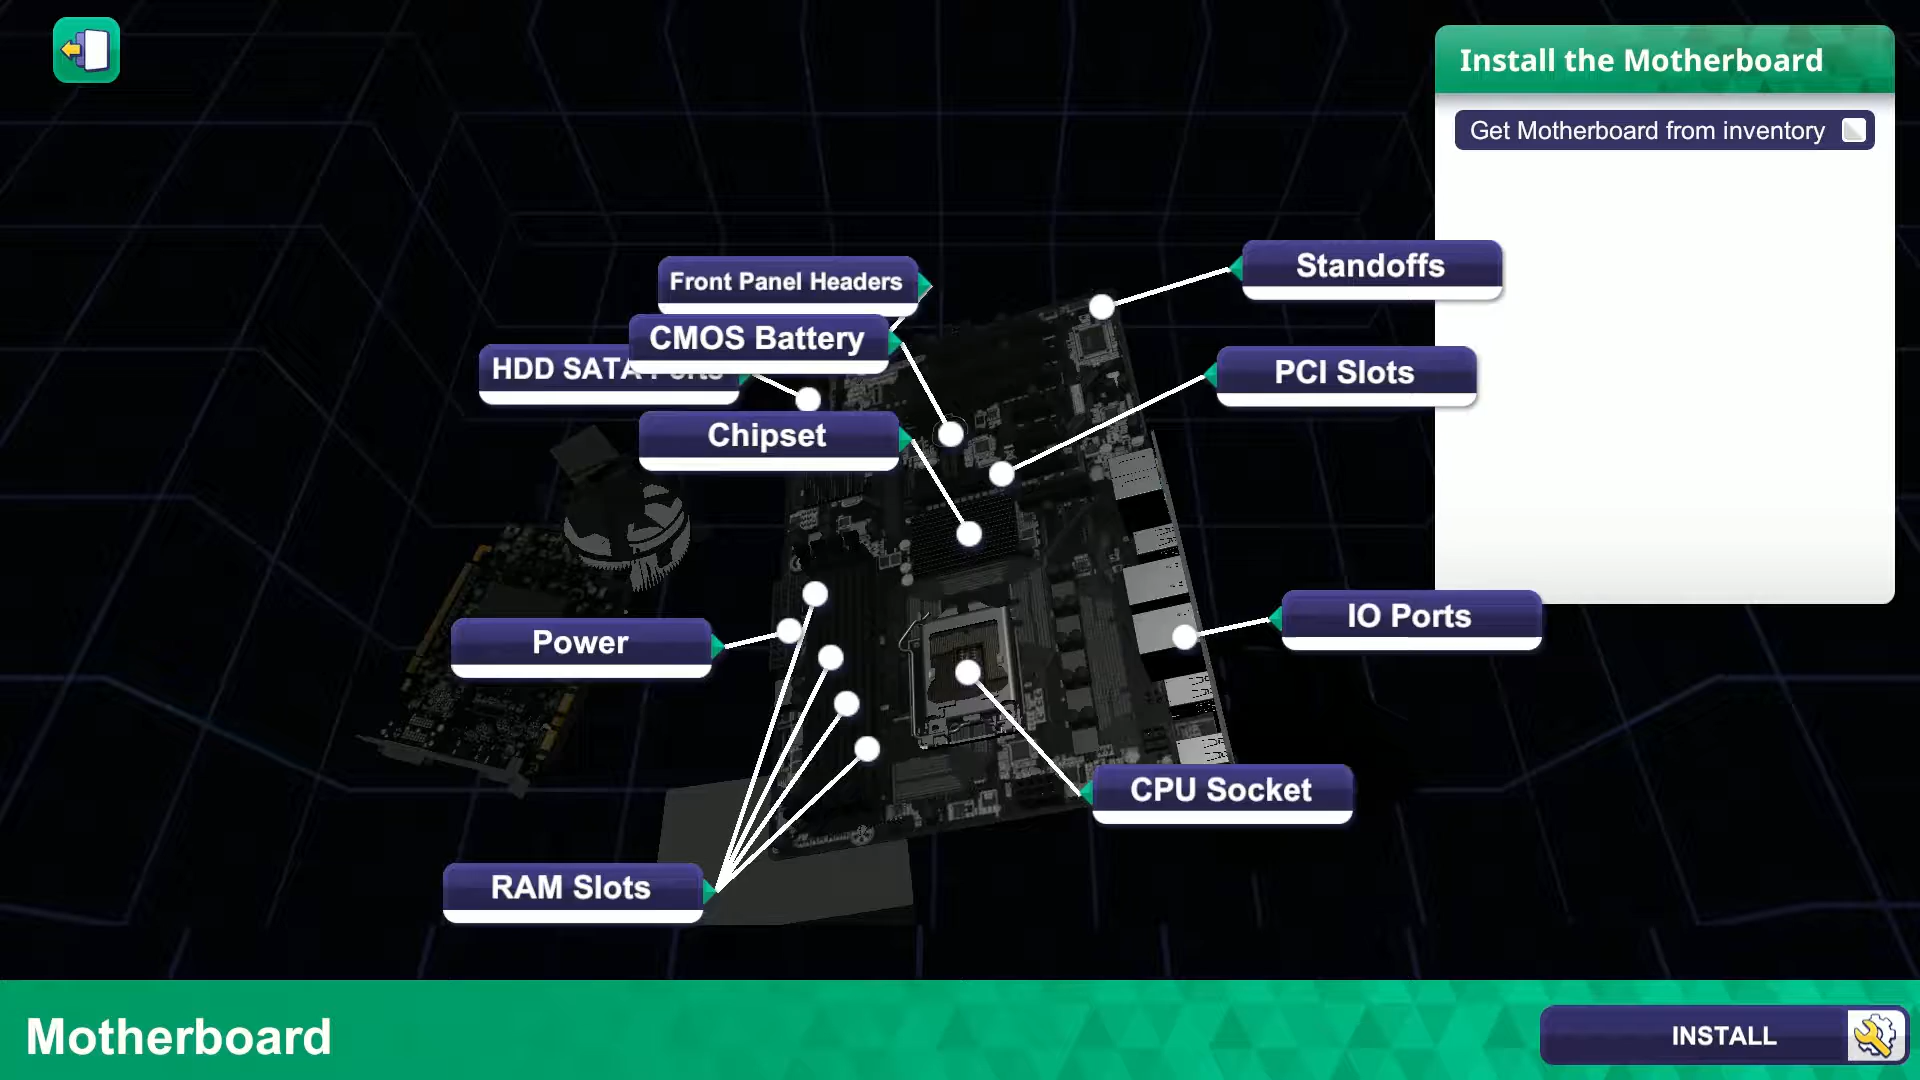 Install the Motherboard
Get Motherboard from inventory
Standoffs
Front Panel Headers
CMOS Battery
HDD SATA Ports
PCI Slots
Chipset
IO Ports
Power
CPU Socket
RAM Slots
Motherboard
INSTALL